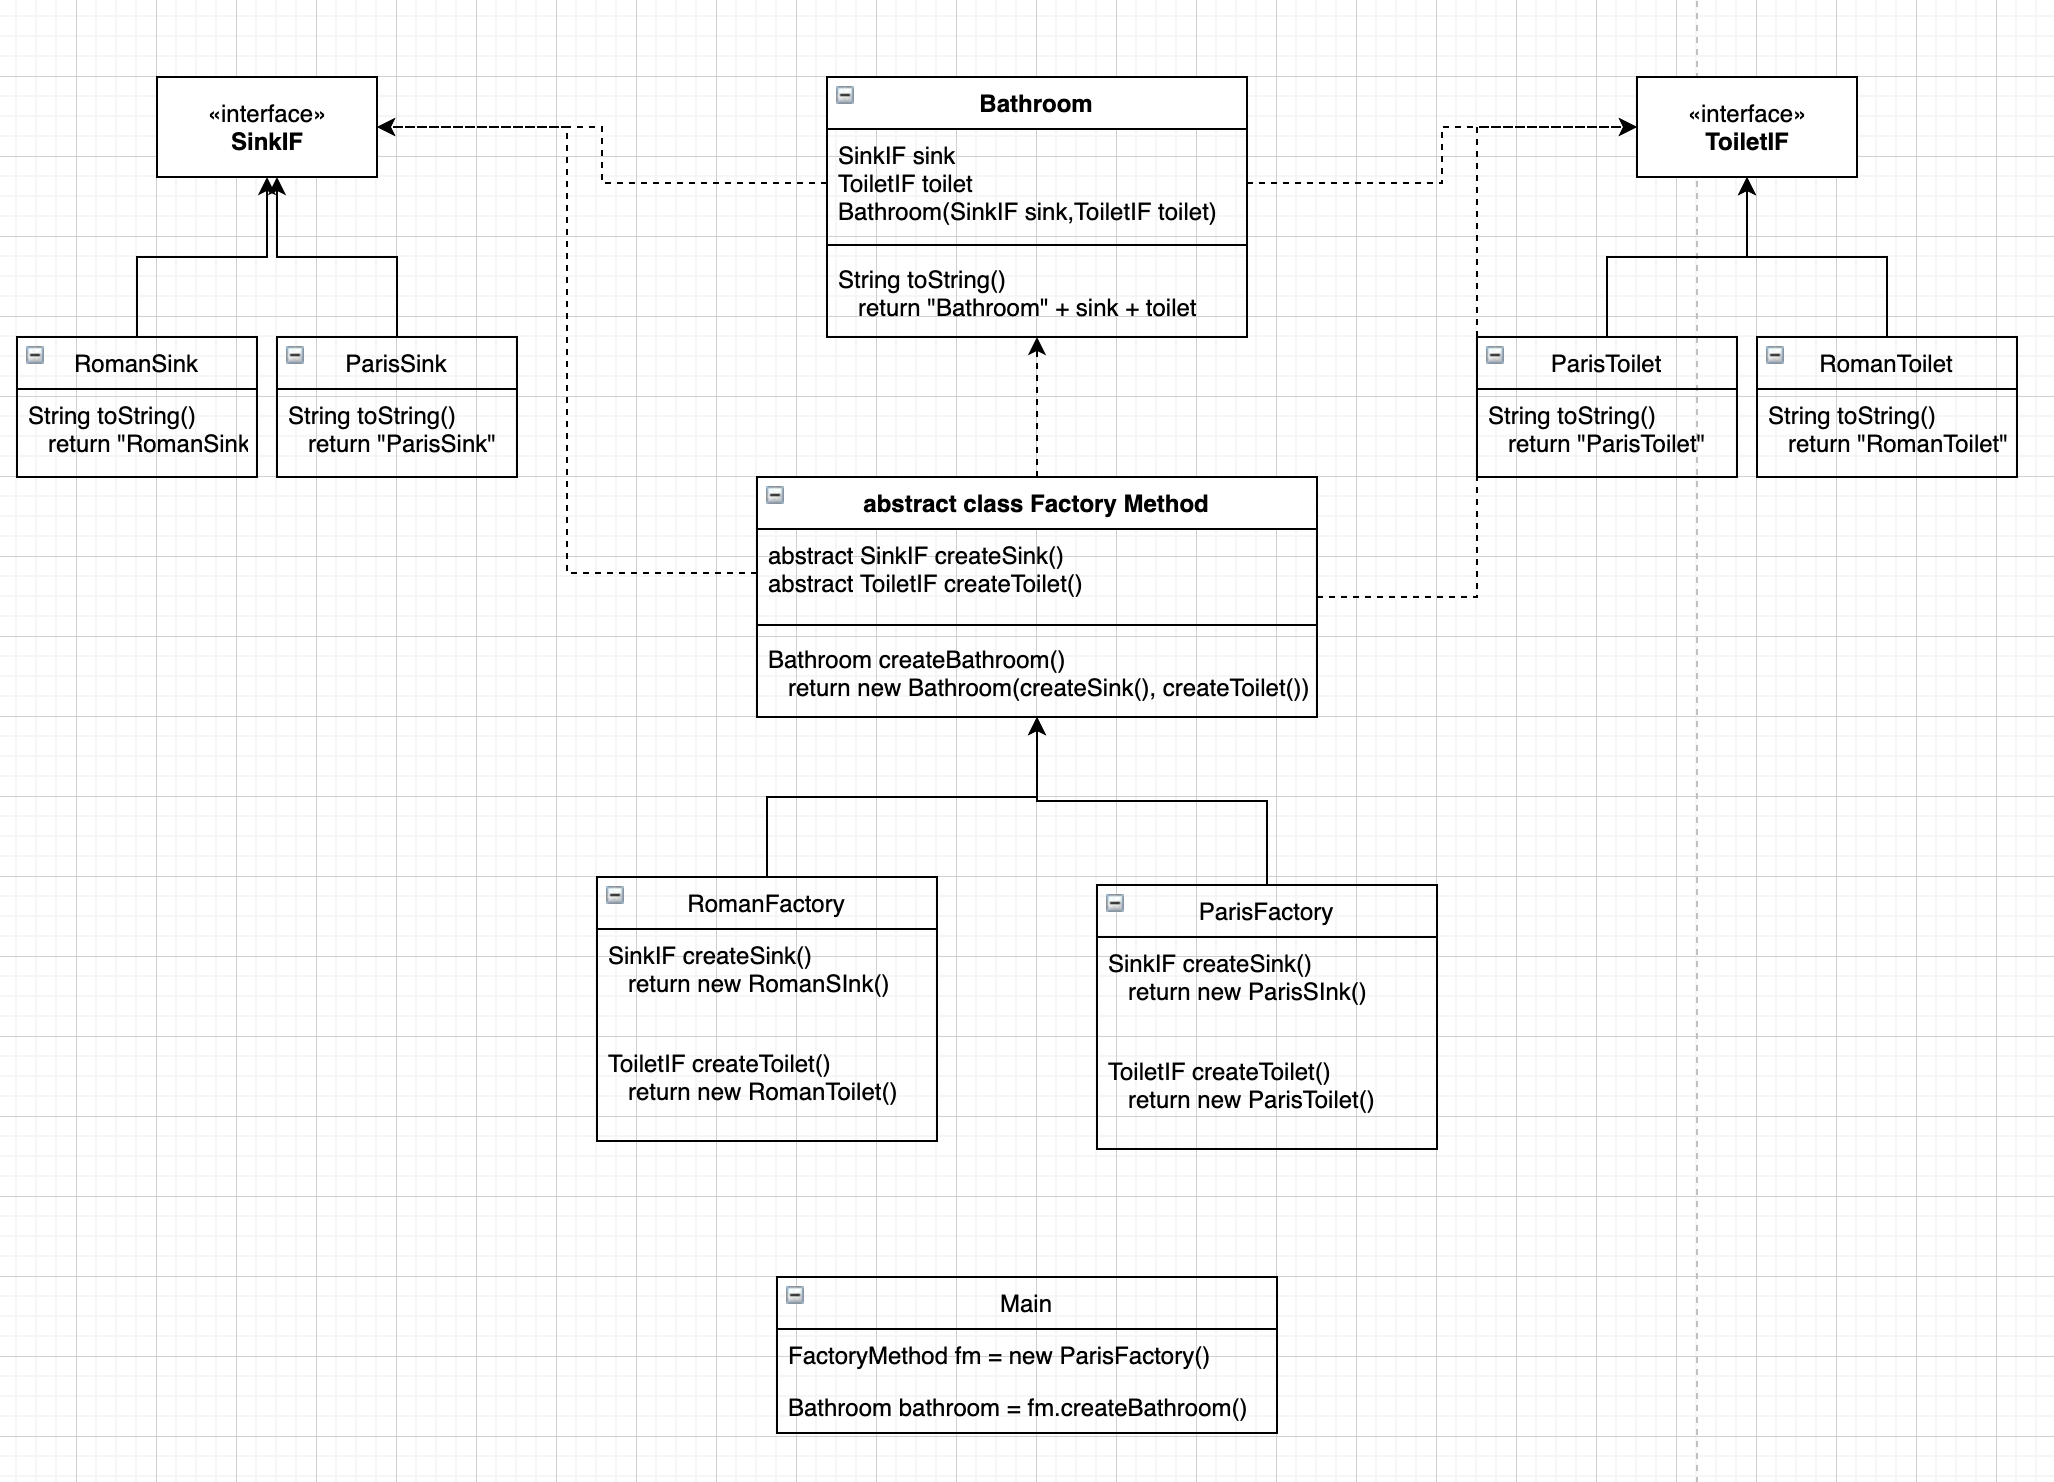 «interface»
SinkIF
Bathroom
SinkIF sink
ToiletIF toilet
Bathroom(SinkIF sink,ToiletIF toilet)
String toString()
return "Bathroom" + sink + toilet
«interface»
ToiletIF
RomanSink
String toString()
return "RomanSink
ParisSink
String toString()
return "ParisSink"
ParisToilet
String toString()
return "ParisToilet"
RomanToilet
String toString()
return "RomanToilet"
abstract class Factory Method
abstract SinkIF createSink()
abstract ToiletIF createToilet()
Bathroom createBathroom()
return new Bathroom(createSink(), createToilet())
RomanFactory
SinkIF createSink()
return new RomanSInk()
ToiletIF createToilet()
return new RomanToilet()
ParisFactory
SinkIF createSink()
return new ParisSInk()
ToiletIF createToilet()
return new ParisToilet()
Main
FactoryMethod fm = new ParisFactory()
Bathroom bathroom = fm.createBathroom()